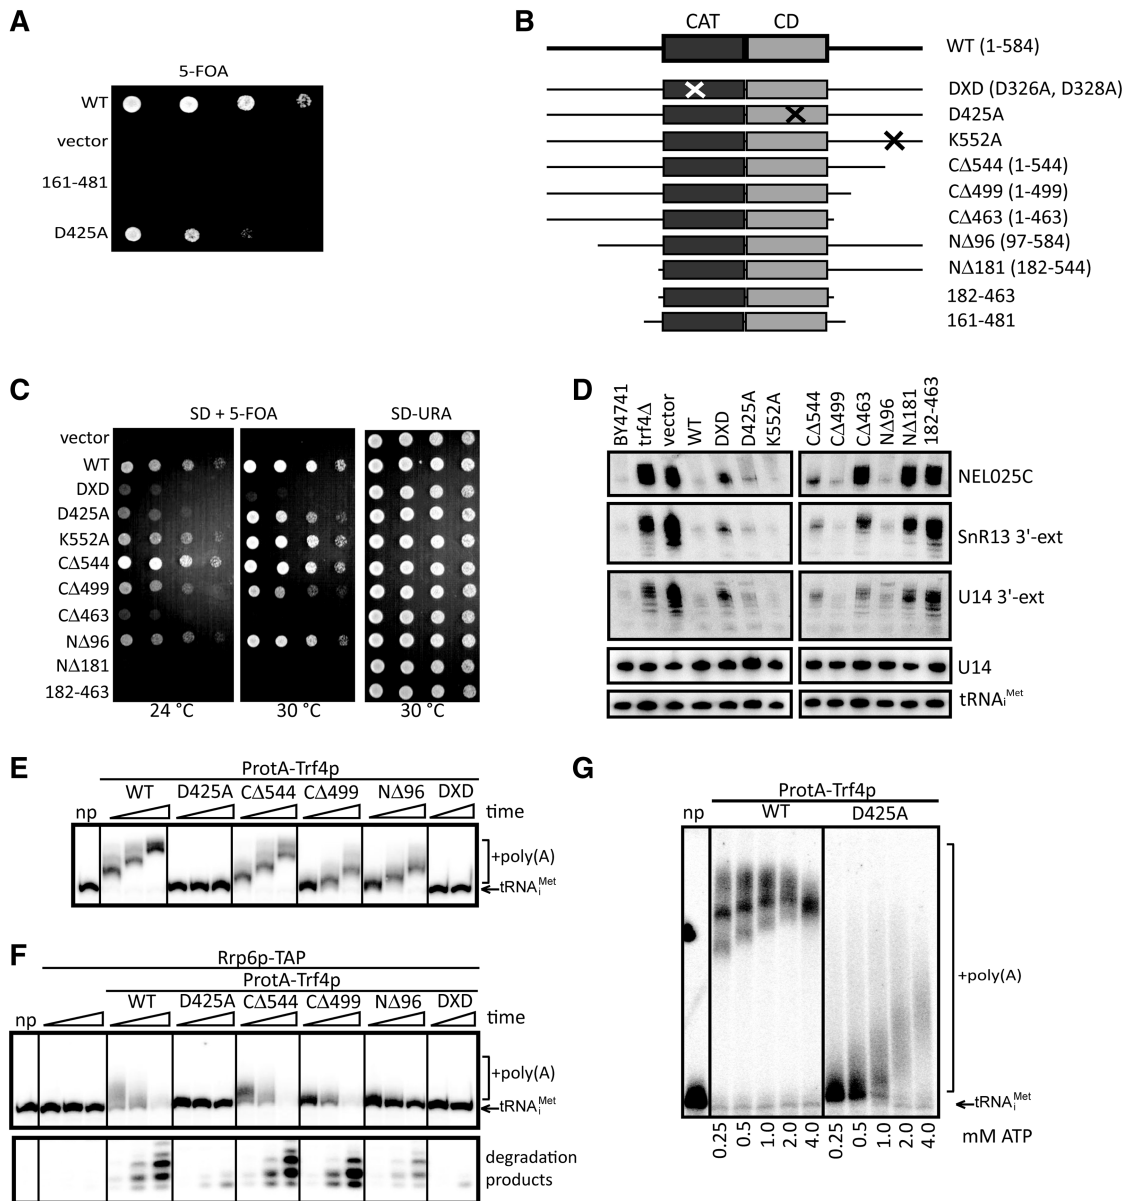 A
5-FOA
WT
vector
161-481
D425A
B
CAT CD
WT (1-584)
DXD (D326A, D328A)
D425A
K552A
CΔ544 (1-544)
CΔ499 (1-499)
CΔ463 (1-463)
NΔ96 (97-584)
NΔ181 (182-544)
182-463
161-481
C
SD + 5-FOA SD-URA
vector
WT
DXD
D425A
K552A
CΔ544
CΔ499
CΔ463
NΔ96
NΔ181
182-463
24 °C 30 °C 30 °C
D
BY4741 trf4Δ vector WT DXD D425A K552A CΔ544 CΔ499 CΔ463 NΔ96 NΔ181 182-463
NEL025C
SnR13 3'-ext
U14 3'-ext
U14
tRNAiMet
E
ProtA-Trf4p
np WT D425A CΔ544 CΔ499 NΔ96 DXD time
+poly(A)
tRNAiMet
F
Rrp6p-TAP
ProtA-Trf4p
WT D425A CΔ544 CΔ499 NΔ96 DXD
np time
+poly(A)
tRNAiMet
degradation
products
G
ProtA-Trf4p
np WT D425A
+poly(A)
tRNAiMet
0.25 0.5 1.0 2.0 4.0 0.25 0.5 1.0 2.0 4.0 mM ATP